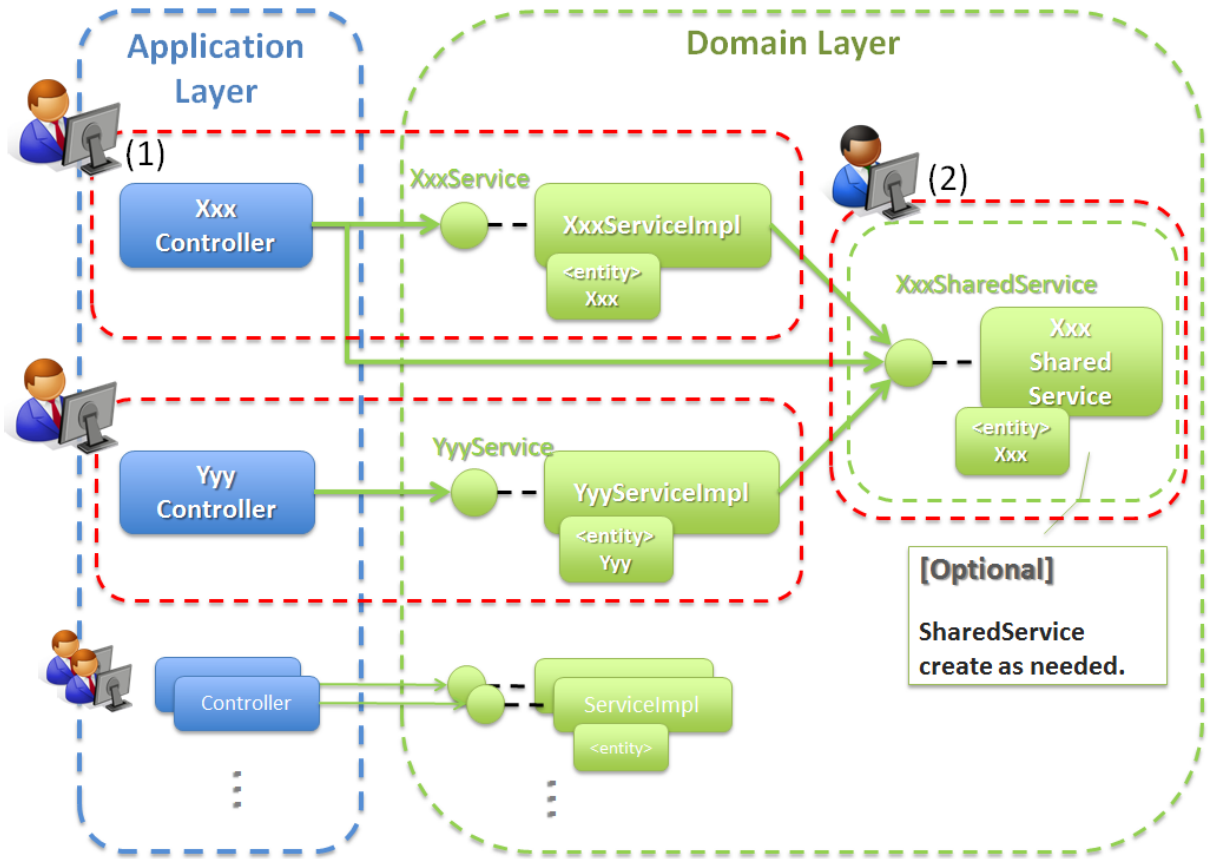 Application
Layer
Domain Layer
(1)
Xxx
Controller
XxxService
XxxServiceImpl
<entity>
Xxx
(2)
XxxSharedService
Xxx
Shared
Service
<entity>
Xxx
Yyy
Controller
YyyService
YyyServiceImpl
<entity>
Yyy
[Optional]
SharedService
create as needed.
Controller
ServiceImpl
<entity>